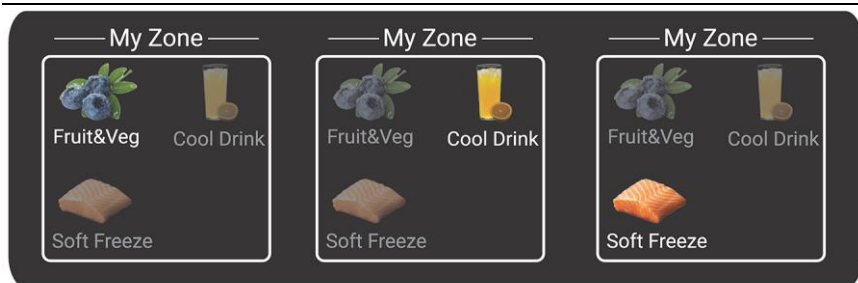 My Zone My Zone My Zone
Fruit&Veg Cool Drink Fruit&Veg Cool Drink Fruit&Veg Cool Drink
Soft Freeze Soft Freeze Soft Freeze